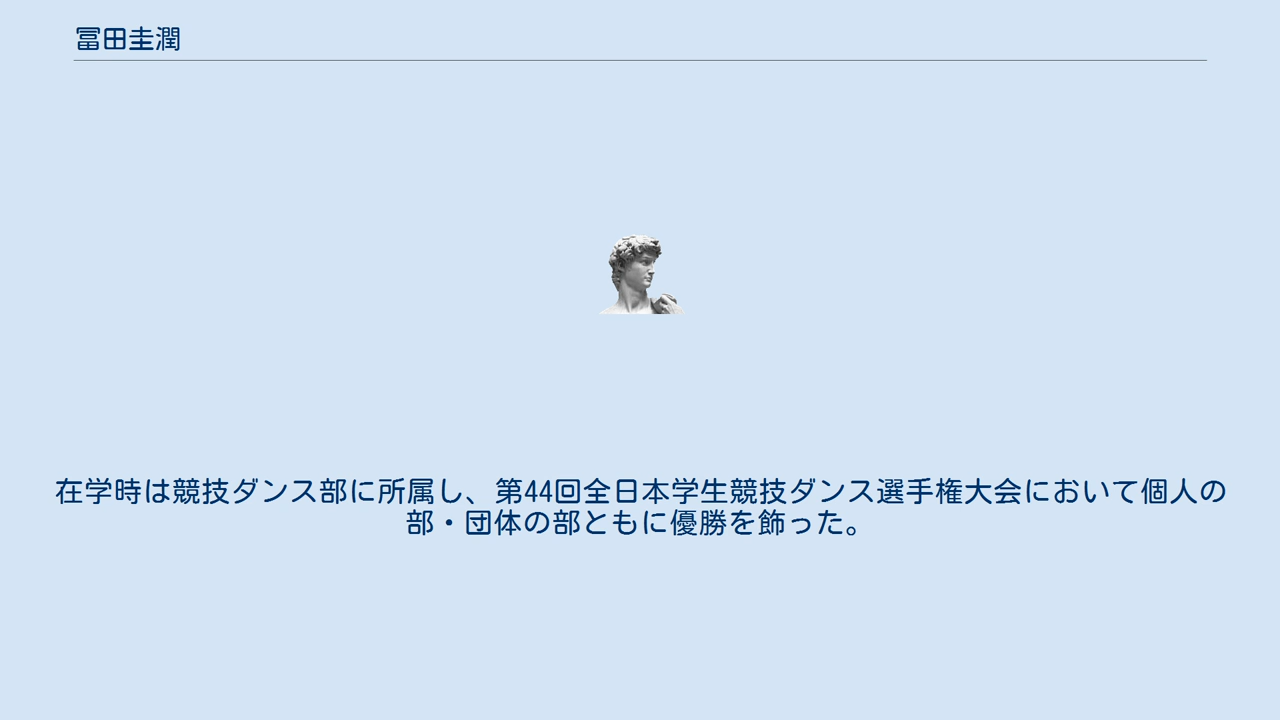 冨田圭潤
在学時は競技ダンス部に所属し、第44回全日本学生競技ダンス選手権大会において個人の
部・団体の部ともに優勝を飾った。